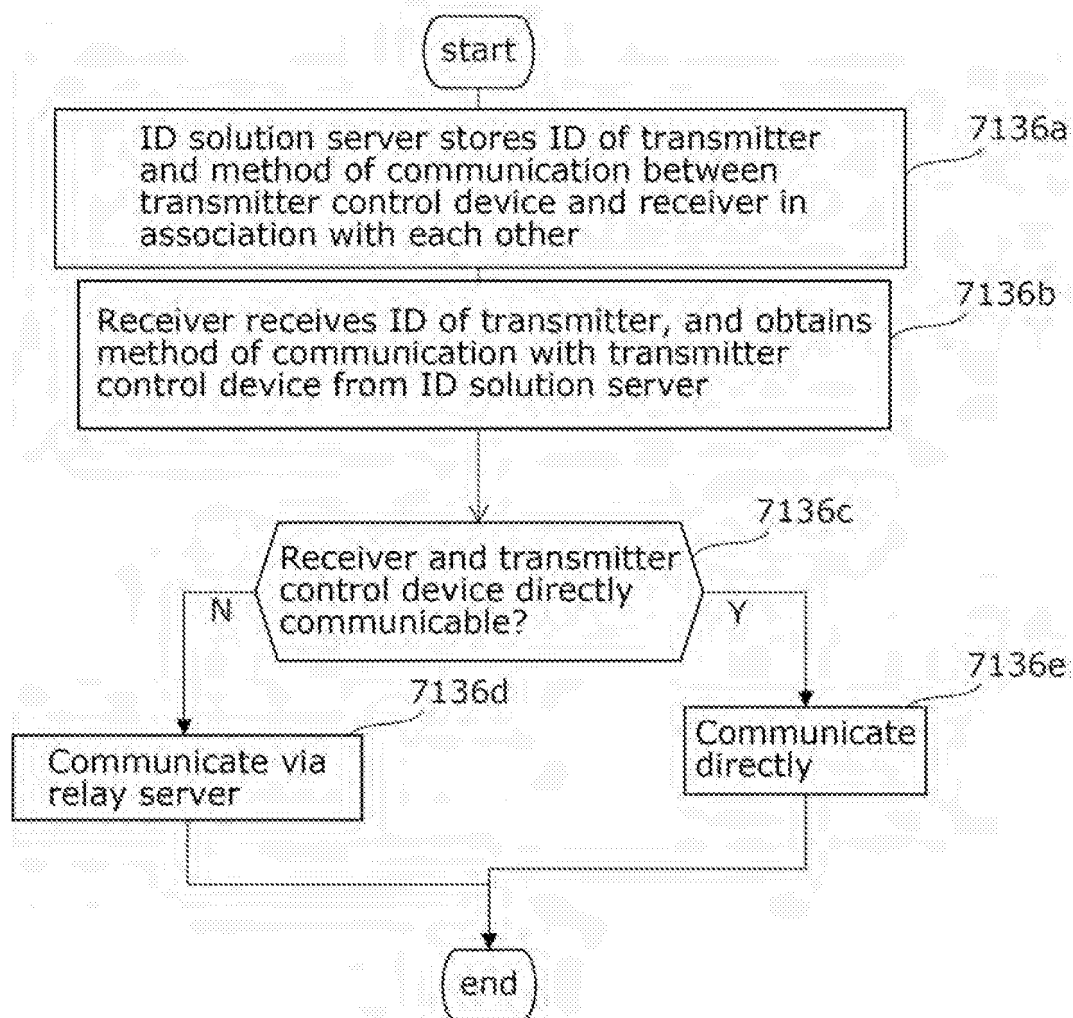 start
ID solution server stores ID of transmitter
and method of communication between
transmitter control device and receiver in
association with each other
7136a
Receiver receives ID of transmitter, and obtains
method of communication with transmitter
control device from ID solution server
7136b
Receiver and transmitter
control device directly
communicable?
7136c
N
Y
7136d
Communicate via
relay server
7136e
Communicate
directly
end